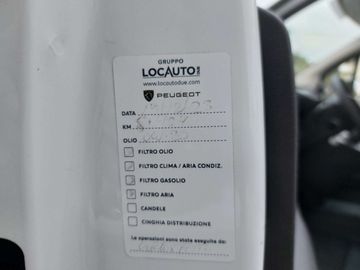 GRUPPO
LOCAUTO DUE
www.locautodue.com
PEUGEOT
DATA
KM
OLIO
FILTRO OLIO
FILTRO CLIMA / ARIA CONDIZ.
FILTRO GASOLIO
FILTRO ARIA
CANDELE
CINGHIA DISTRIBUZIONE
Le operazioni sono state eseguite da: